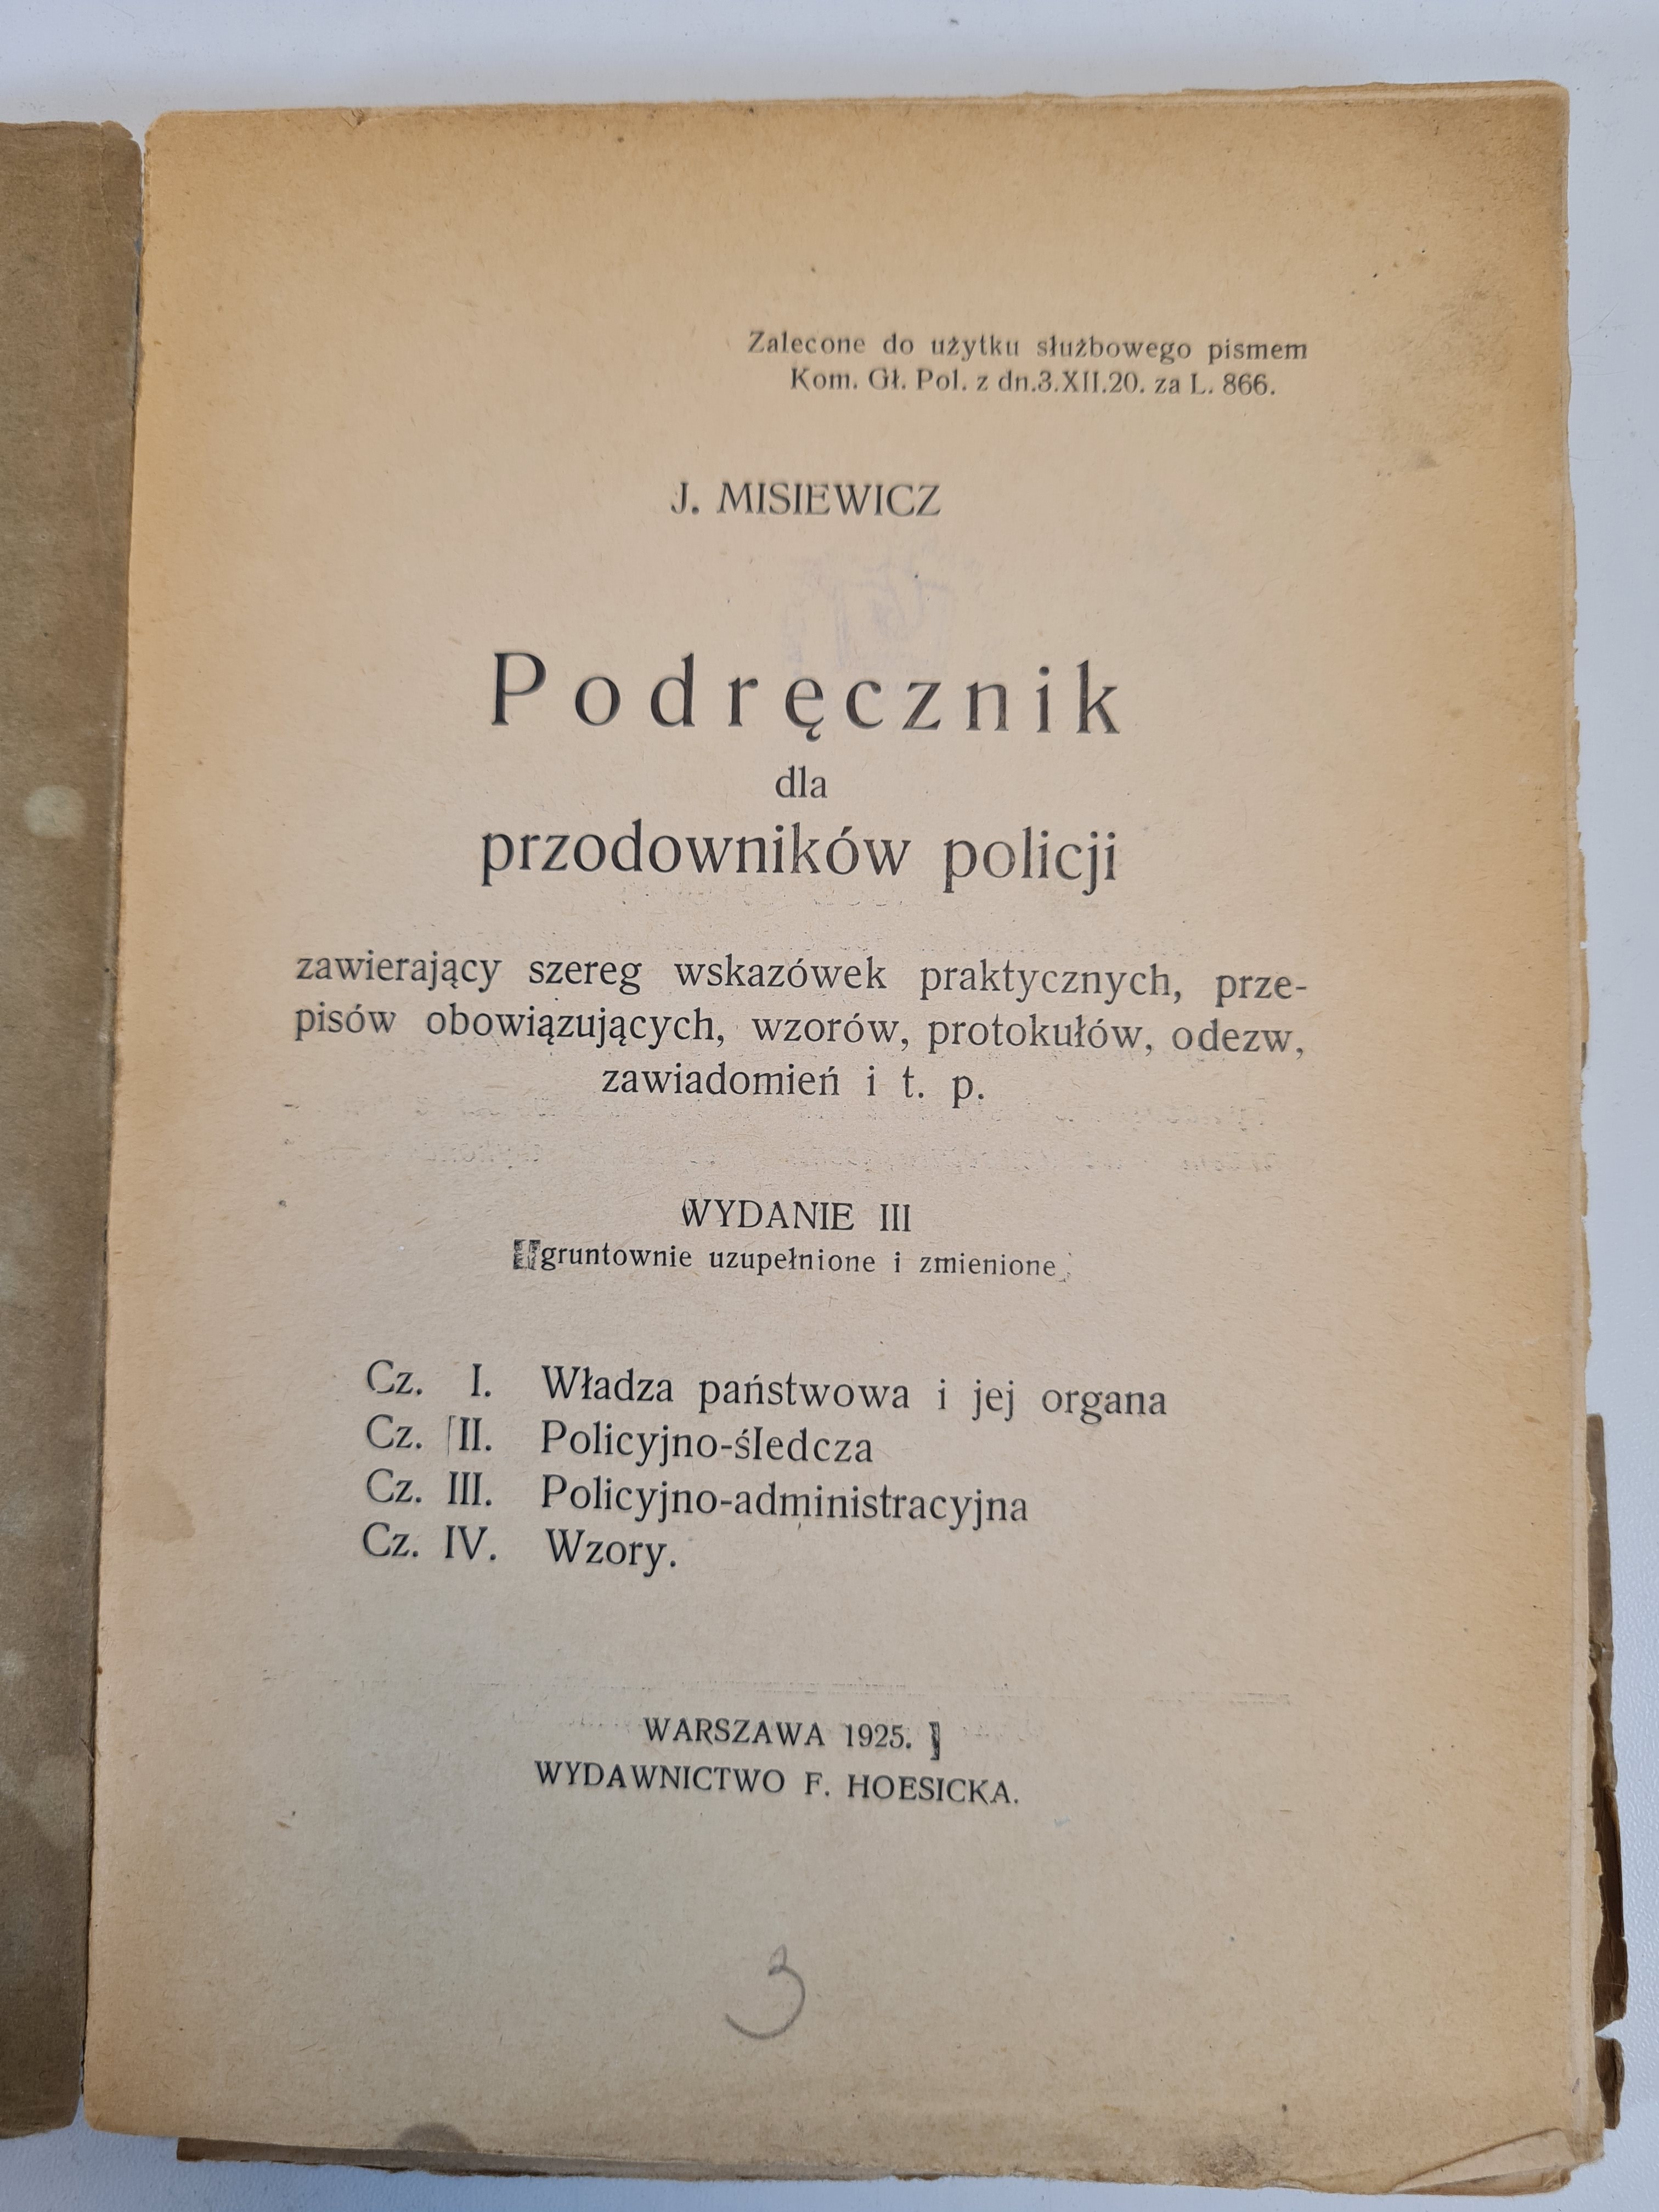 Zalecone do użytku służbowego pismem
Kom. Gł. Pol. z dn.3.XII.20. za L. 866.
J. MISIEWICZ
Podręcznik
dla
przodowników policji
zawierający szereg wskazówek praktycznych, prze-
pisów obowiązujących, wzorów, protokułów, odezw,
zawiadomień i t. p.
WYDANIE III
gruntownie uzupełnione i zmienione
Cz. I. Władza państwowa i jej organa
Cz. II. Policyjno-śledcza
Cz. III. Policyjno-administracyjna
Cz. IV. Wzory.
WARSZAWA 1925.
WYDAWNICTWO F. HOESICKA.
3